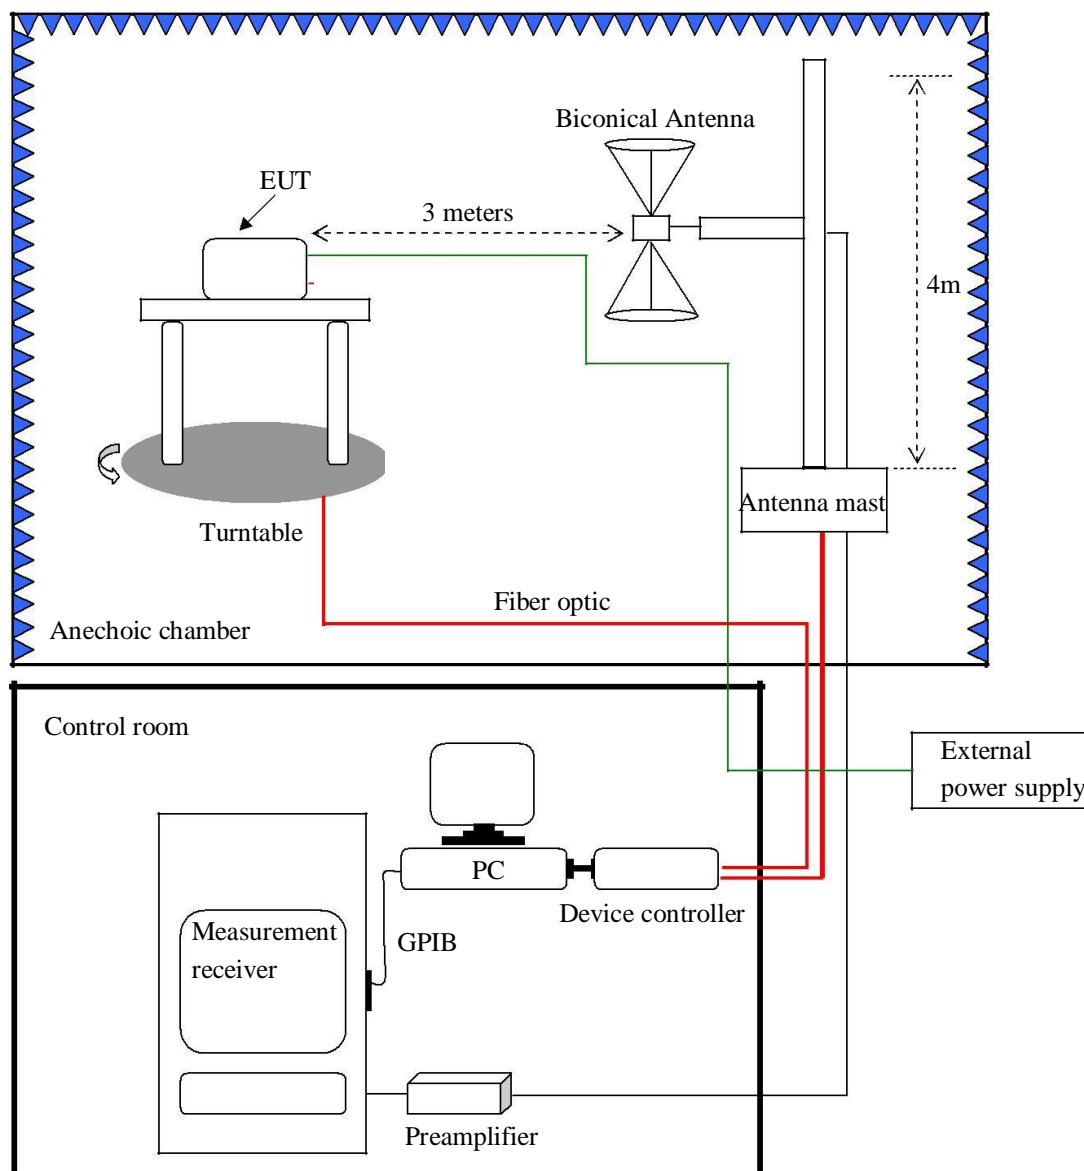 Biconical Antenna
EUT
3 meters
4m
Antenna mast
Turntable
Fiber optic
Anechoic chamber
Control room
External
power supply
PC
Device controller
Measurement
receiver
GPIB
Preamplifier